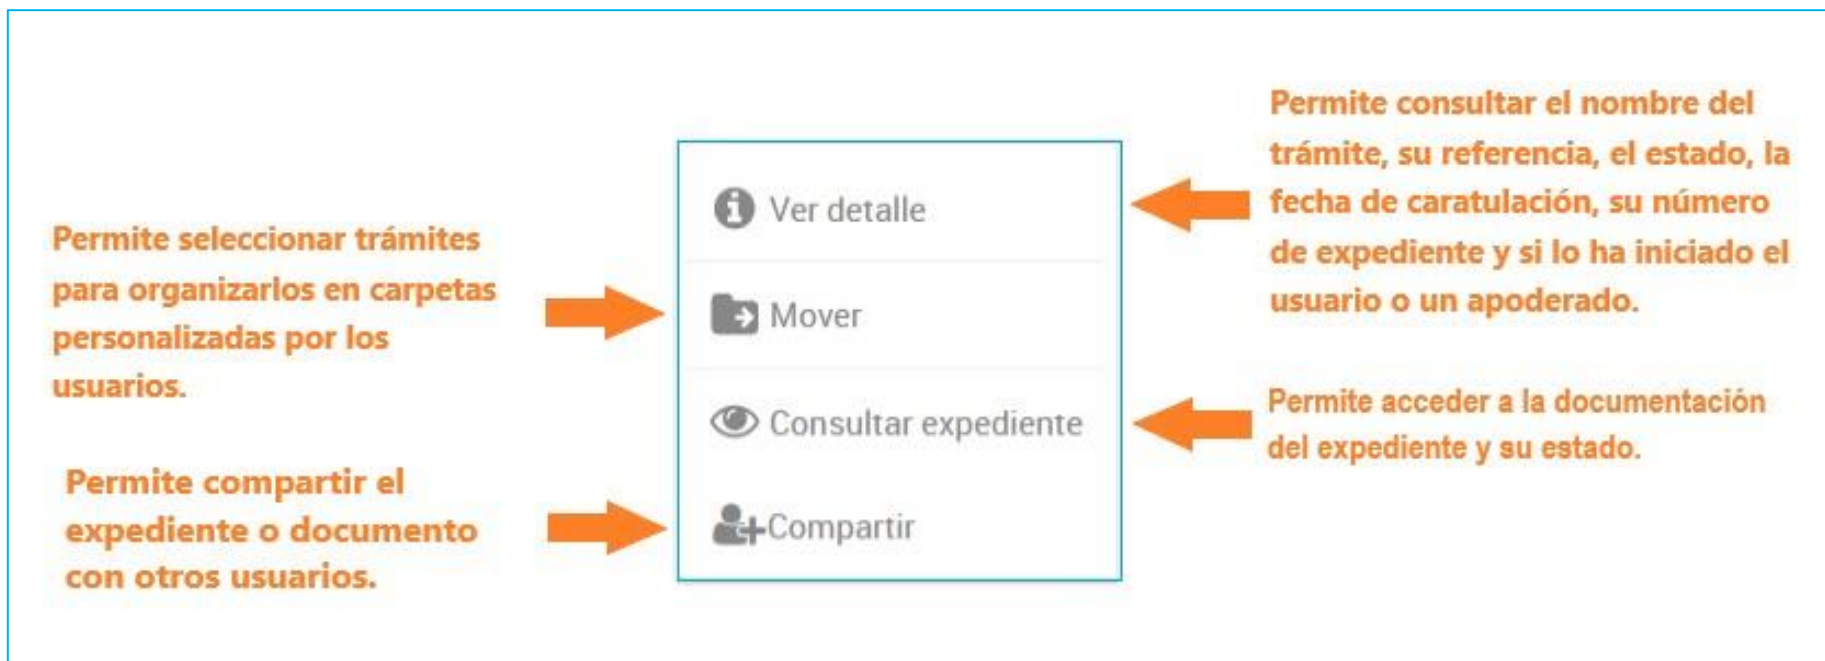 Permite seleccionar trámites
para organizarlos en carpetas
personalizadas por los
usuarios.
Permite compartir el
expediente o documento
con otros usuarios.
Ver detalle
Mover
Consultar expediente
Compartir
Permite consultar el nombre del
trámite, su referencia, el estado, la
fecha de caratulación, su número
de expediente y si lo ha iniciado el
usuario o un apoderado.
Permite acceder a la documentación
del expediente y su estado.